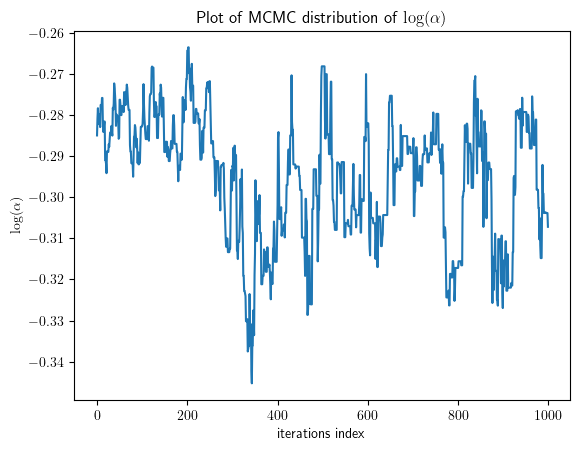 Plot of MCMC distribution of log(α)
−0.26
−0.27
−0.28
−0.29
−0.30
−0.31
−0.32
−0.33
−0.34
log(α)
0 200 400 600 800 1000
iterations index